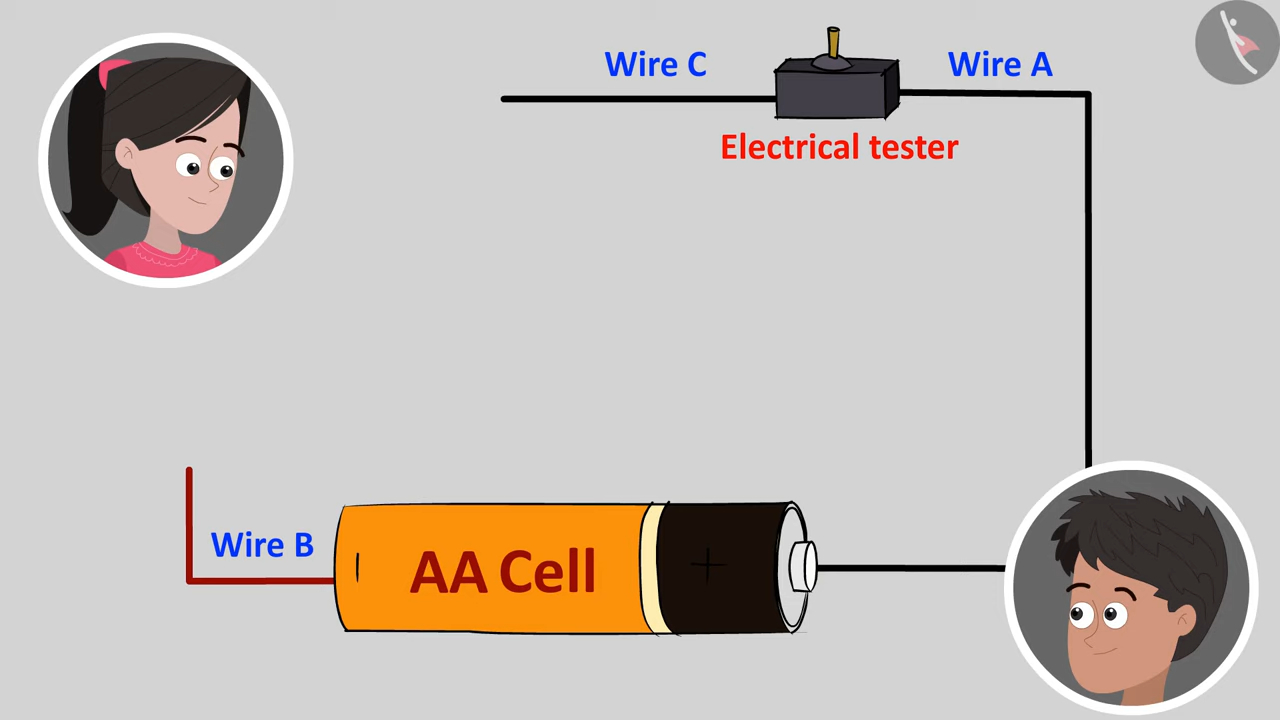 Wire C
Wire A
Electrical tester
Wire B
AA Cell
+